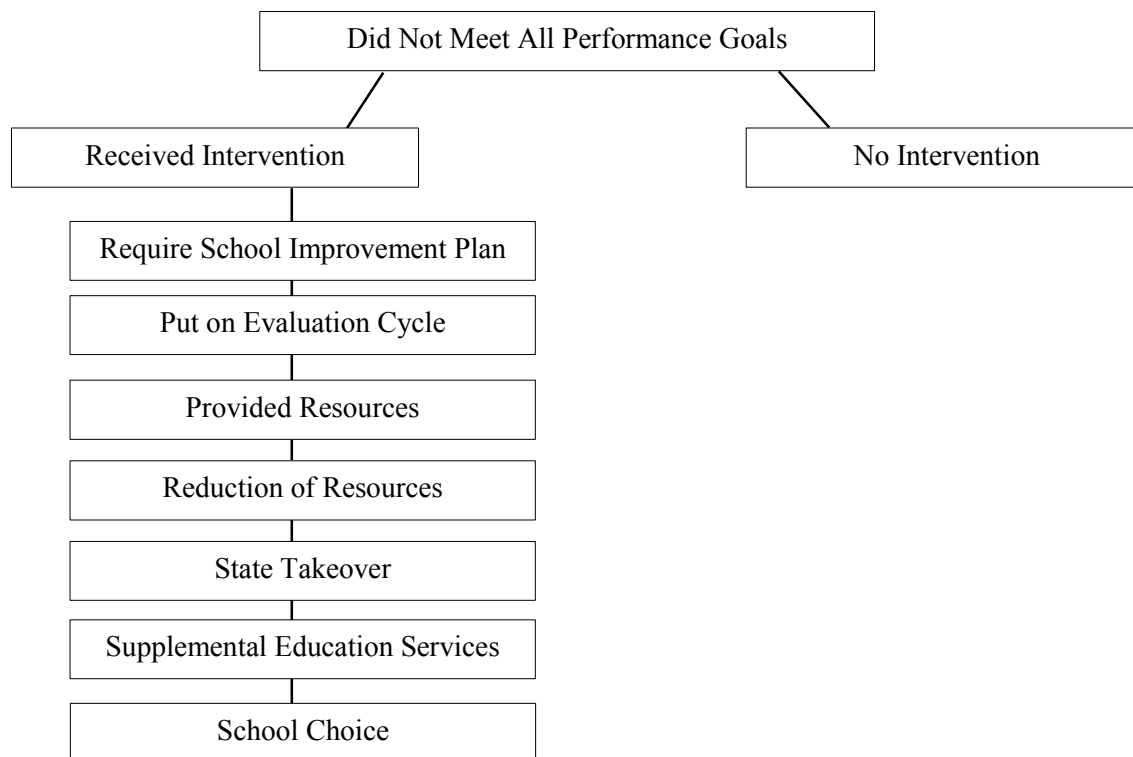 Did Not Meet All Performance Goals
Received Intervention
No Intervention
Require School Improvement Plan
Put on Evaluation Cycle
Provided Resources
Reduction of Resources
State Takeover
Supplemental Education Services
School Choice